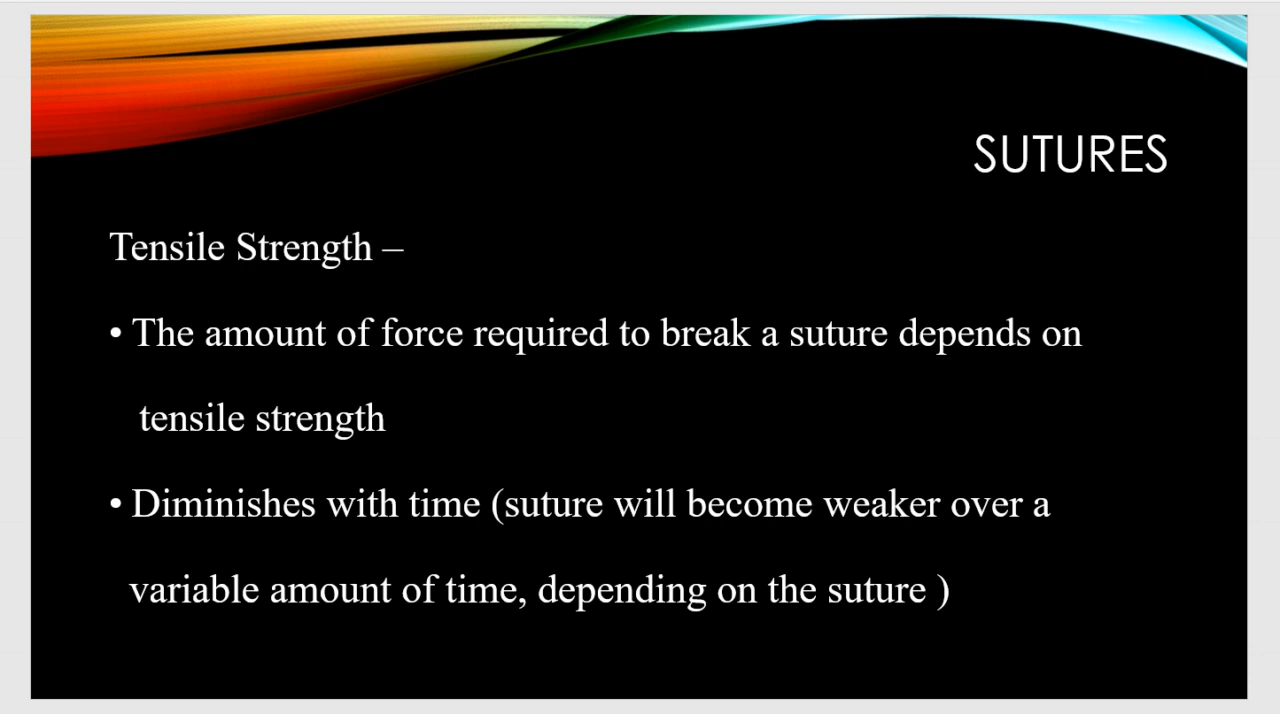 SUTURES
Tensile Strength –
• The amount of force required to break a suture depends on
tensile strength
• Diminishes with time (suture will become weaker over a
variable amount of time, depending on the suture )